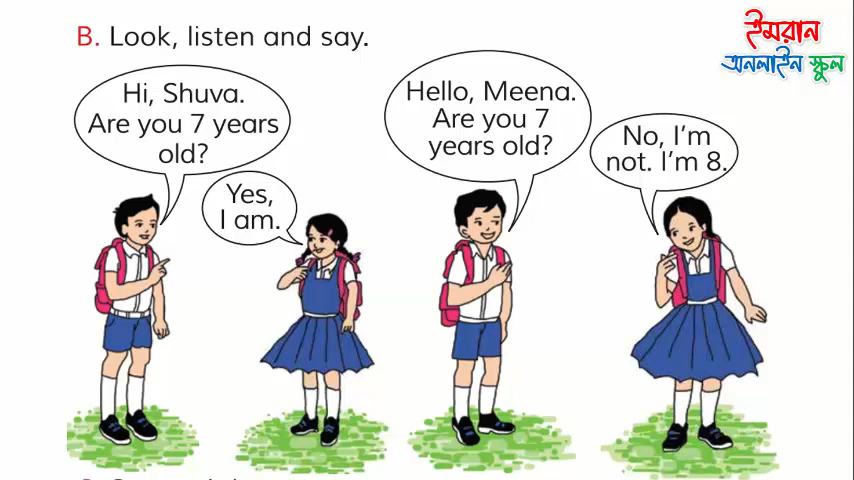 B. Look, listen and say.
ইমরান
অনলাইন স্কুল
Hi, Shuva.
Are you 7 years
old?
Yes,
I am.
Hello, Meena.
Are you 7
years old?
No, I'm
not. I'm 8.